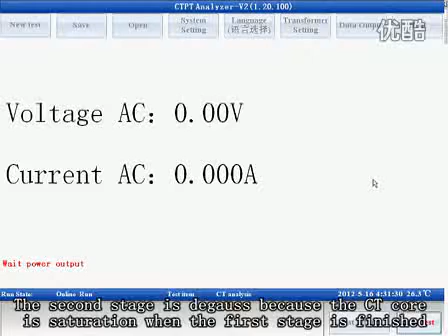 CTPT Analyzer-V2(1.20.100)
New test
Save
Open
System Setting
Language (语言选择)
Transformer Setting
Data Output
优酷
Voltage AC: 0.00V
Current AC: 0.000A
Wait power output
Run State: Online Run Test item CT analysis 2012-5-16 4:31:30 6.3 M
The second stage is degauss because the CT core
is saturation when the first stage is finished